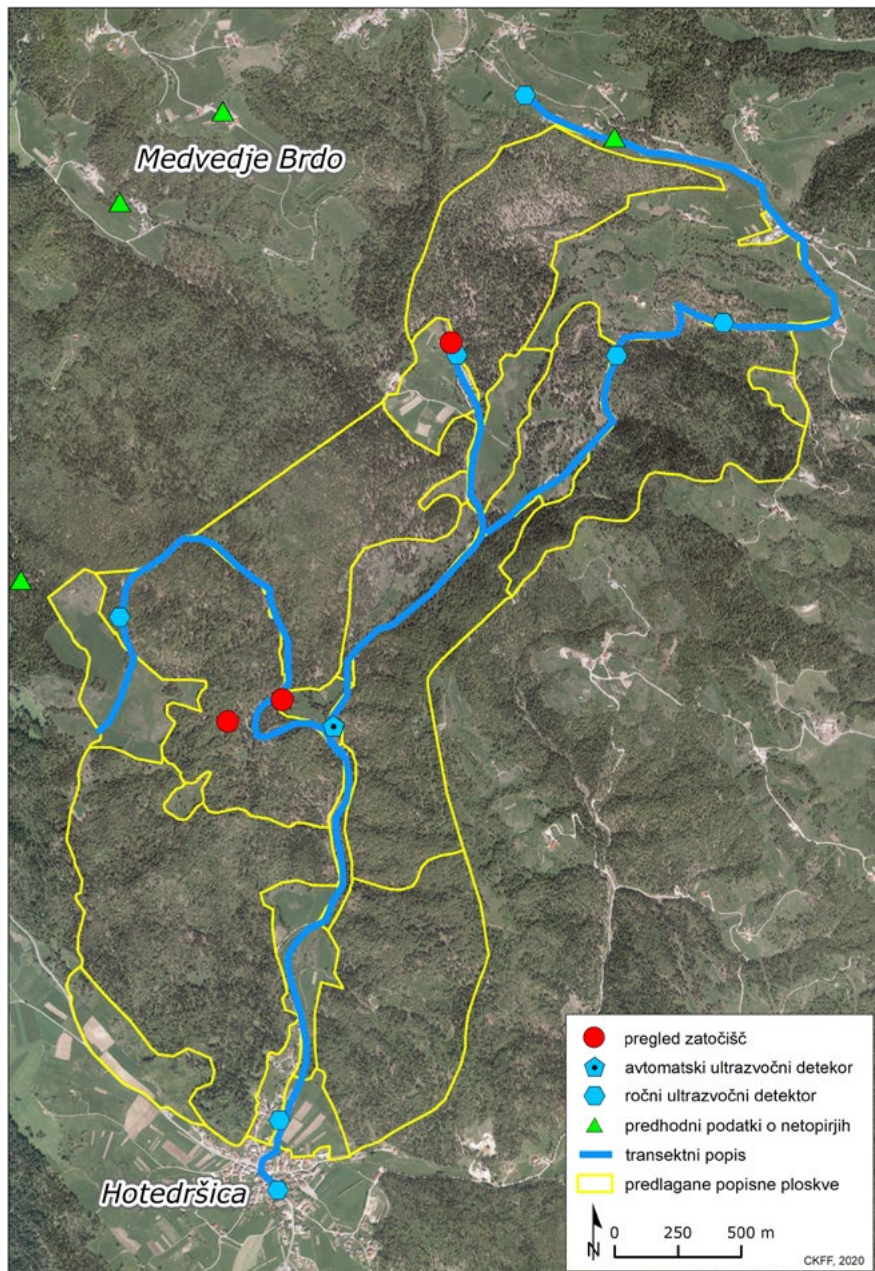 Medvedje Brdo
Hotedršica
pregled zatočišč
avtomatski ultrazvočni detekor
ročni ultrazvočni detektor
predhodni podatki o netopirjih
transektni popis
predlagane popisne ploskve
N
0 250 500 m
CKFF, 2020